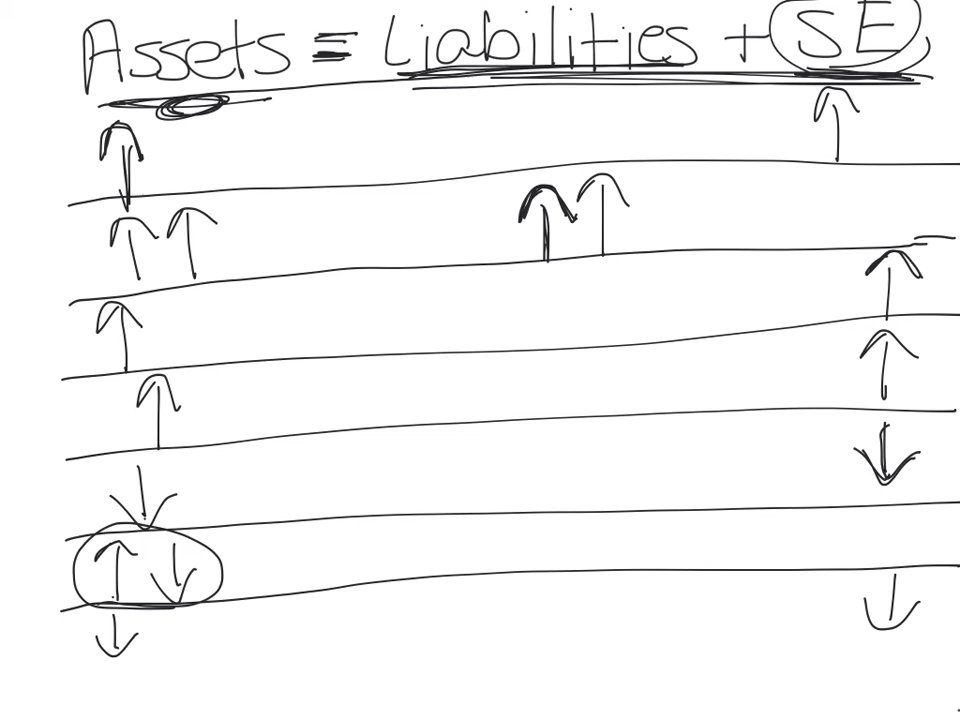 Assets = Liabilities + SE